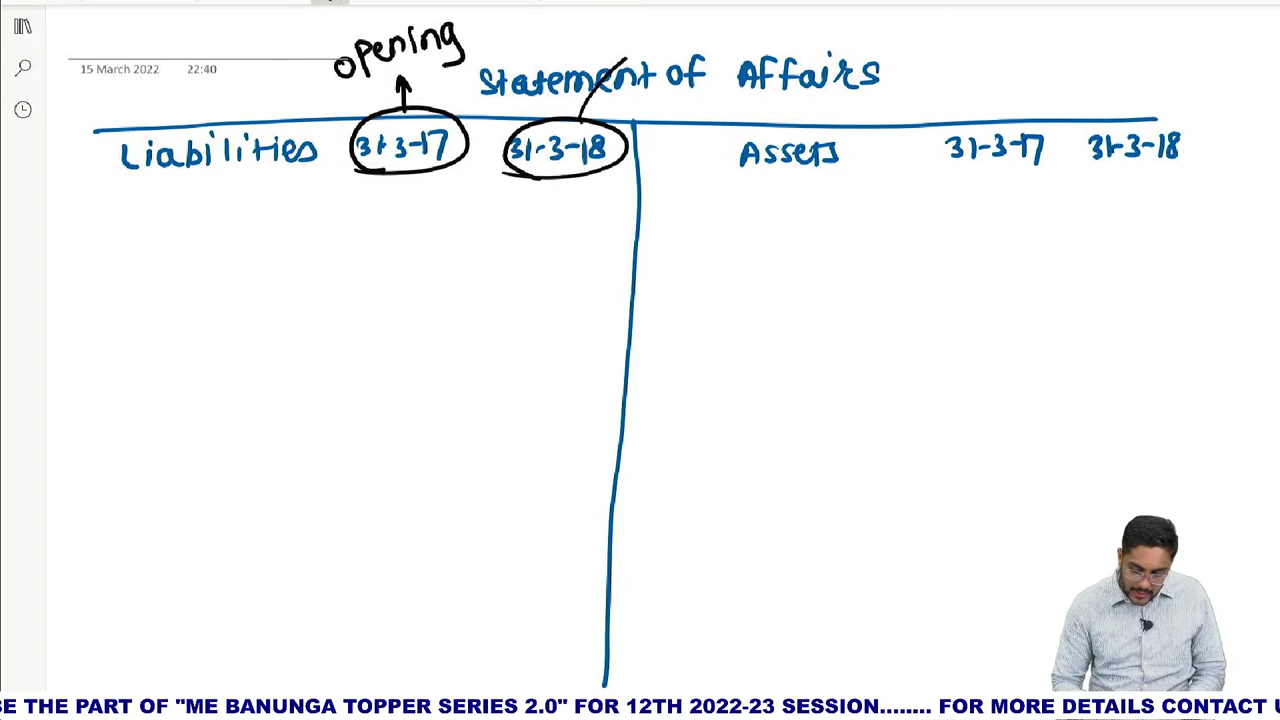 opening
15 March 2022 22:40
Statement of Affairs
Liabilities 31-3-17 31-3-18 Assets 31-3-17 31-3-18
BE THE PART OF "ME BANUNGA TOPPER SERIES 2.0" FOR 12TH 2022-23 SESSION........ FOR MORE DETAILS CONTACT U